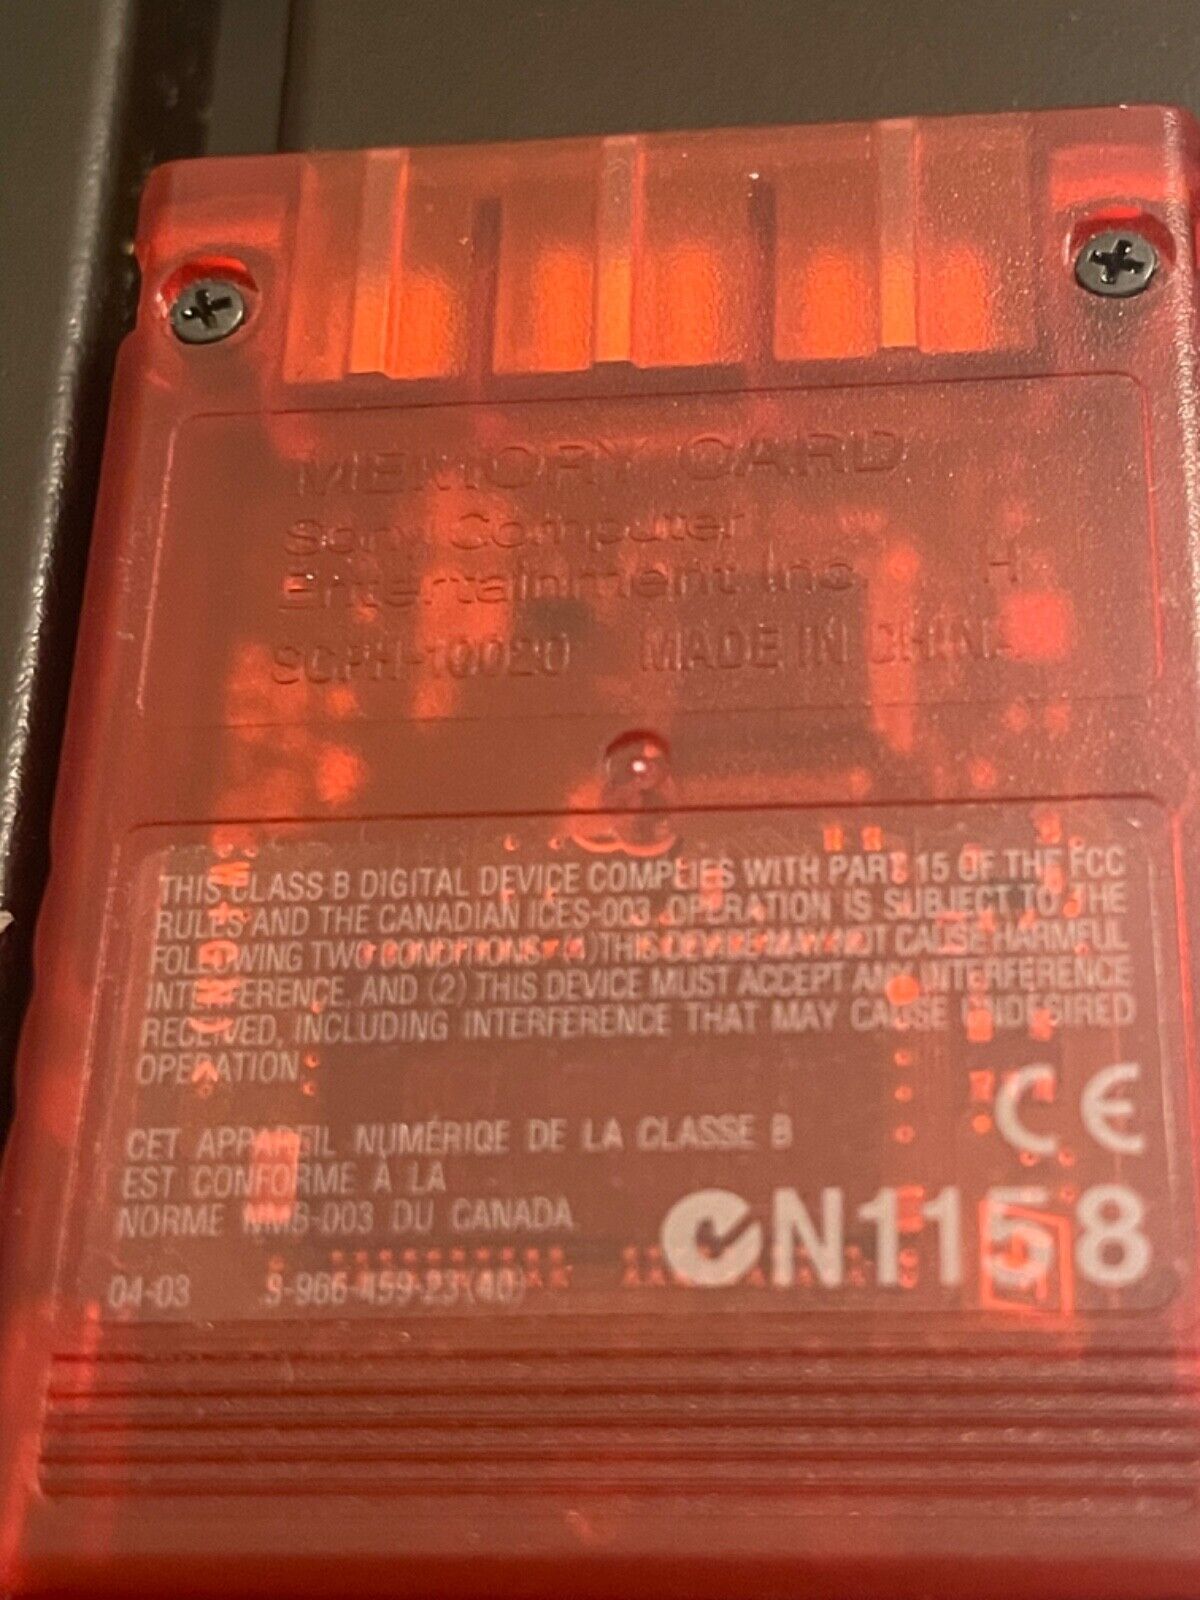 MEMORY CARD
Sony Computer
Entertainment Inc H
SCPH-10020 MADE IN CHINA
THIS CLASS B DIGITAL DEVICE COMPLIES WITH PART 15 OF THE FCC
RULES AND THE CANADIAN ICES-003. OPERATION IS SUBJECT TO THE
FOLLOWING TWO CONDITIONS: (1) THIS DEVICE MAY NOT CAUSE HARMFUL
INTERFERENCE, AND (2) THIS DEVICE MUST ACCEPT ANY INTERFERENCE
RECEIVED, INCLUDING INTERFERENCE THAT MAY CAUSE UNDESIRED
OPERATION.
CE
CET APPAREIL NUMÉRIQE DE LA CLASSE B
EST CONFORME À LA
NORME NMB-003 DU CANADA
N1158
04-03 3-966-459-23(40)